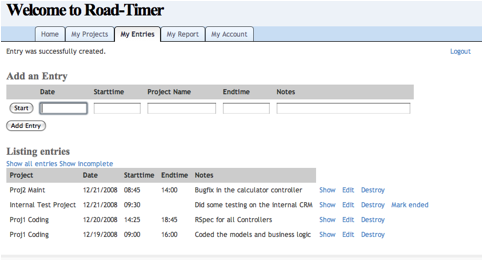 Welcome to Road-Timer
Home My Projects My Entries My Report My Account
Entry was successfully created. Logout
Add an Entry
Date Starttime Project Name Endtime Notes
Start
Add Entry
Listing entries
Show all entries Show incomplete
Project Date Starttime Endtime Notes
Proj2 Maint 12/21/2008 08:45 14:00 Bugfix in the calculator controller Show Edit Destroy
Internal Test Project 12/21/2008 09:30 Did some testing on the internal CRM Show Edit Destroy Mark ended
Proj1 Coding 12/20/2008 14:25 18:45 RSpec for all Controllers Show Edit Destroy
Proj1 Coding 12/19/2008 09:00 16:00 Coded the models and business logic Show Edit Destroy